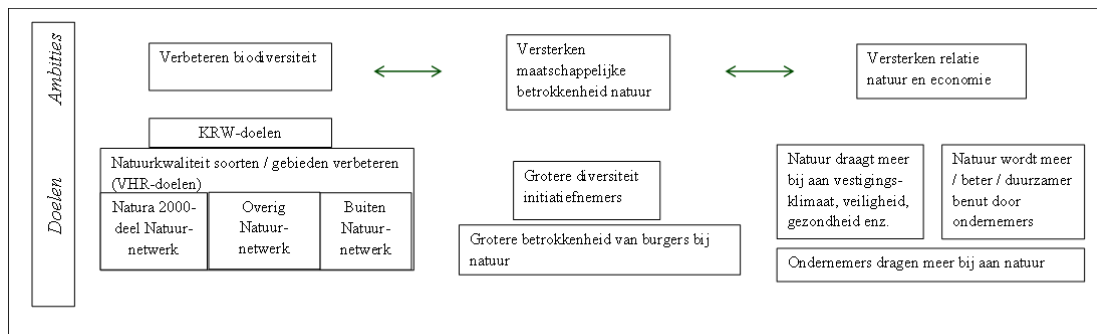 Ambities
Verbeteren biodiversiteit
Versterken
maatschappelijke
betrokkenheid natuur
Versterken relatie
natuur en economie
Doelen
KRW-doelen
Natuurkwaliteit soorten / gebieden verbeteren
(VHR-doelen)
Natura 2000-
deel Natuur-
netwerk
Overig
Natuur-
netwerk
Buiten
Natuur-
netwerk
Grotere diversiteit
initiatiefnemers
Grotere betrokkenheid van burgers bij
natuur
Natuur draagt meer
bij aan vestigings-
klimaat, veiligheid,
gezondheid enz.
Natuur wordt meer
/ beter / duurzamer
benut door
ondernemers
Ondernemers dragen meer bij aan natuur